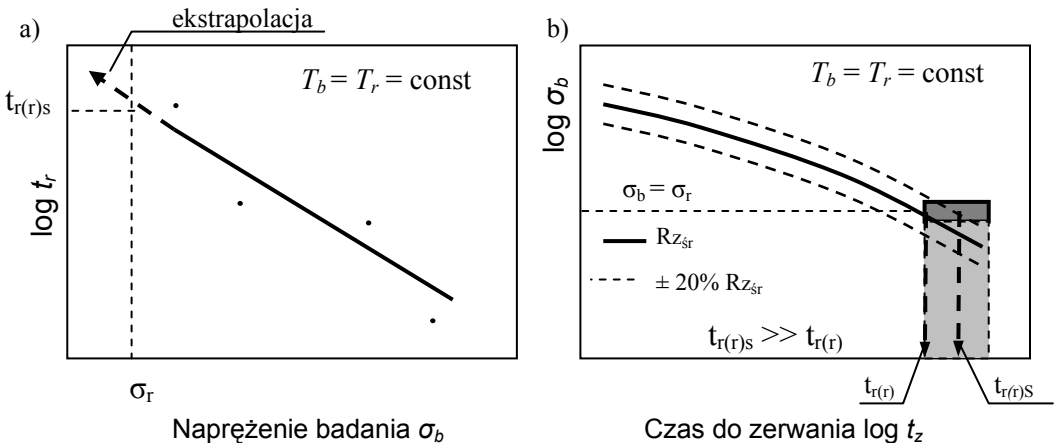 a)
ekstrapolacja
T_b = T_r = const
t_r(r)s
log t_r
σ_r
Naprężenie badania σ_b
b)
T_b = T_r = const
log σ_b
σ_b = σ_r
Rz_śr
± 20% Rz_śr
t_r(r)s >> t_r(r)
t_r(r)
t_r(r)S
Czas do zerwania log t_z